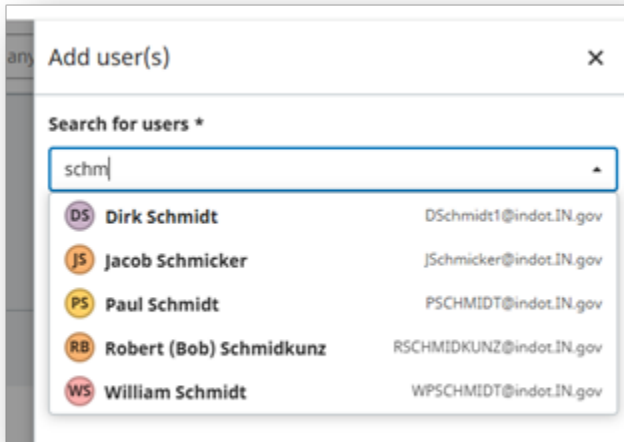 any
Add user(s)
Search for users *
schm
DS Dirk Schmidt DSchmidt1@indot.IN.gov
JS Jacob Schmicker JSchmicker@indot.IN.gov
PS Paul Schmidt PSCHMIDT@indot.IN.gov
RB Robert (Bob) Schmidkunz RSCHMIDKUNZ@indot.IN.gov
WS William Schmidt WPSCHMIDT@indot.IN.gov